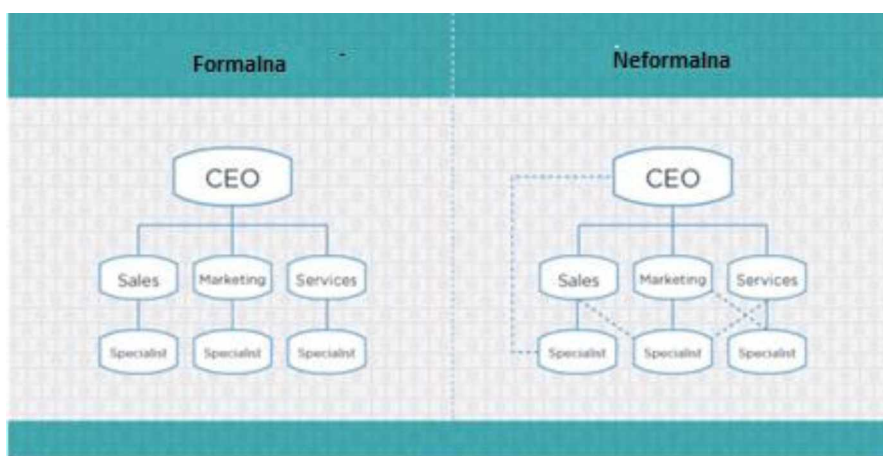 Formalna
Neformalna
CEO
Sales Marketing Services
Specialist Specialist Specialist
CEO
Sales Marketing Services
Specialist Specialist Specialist